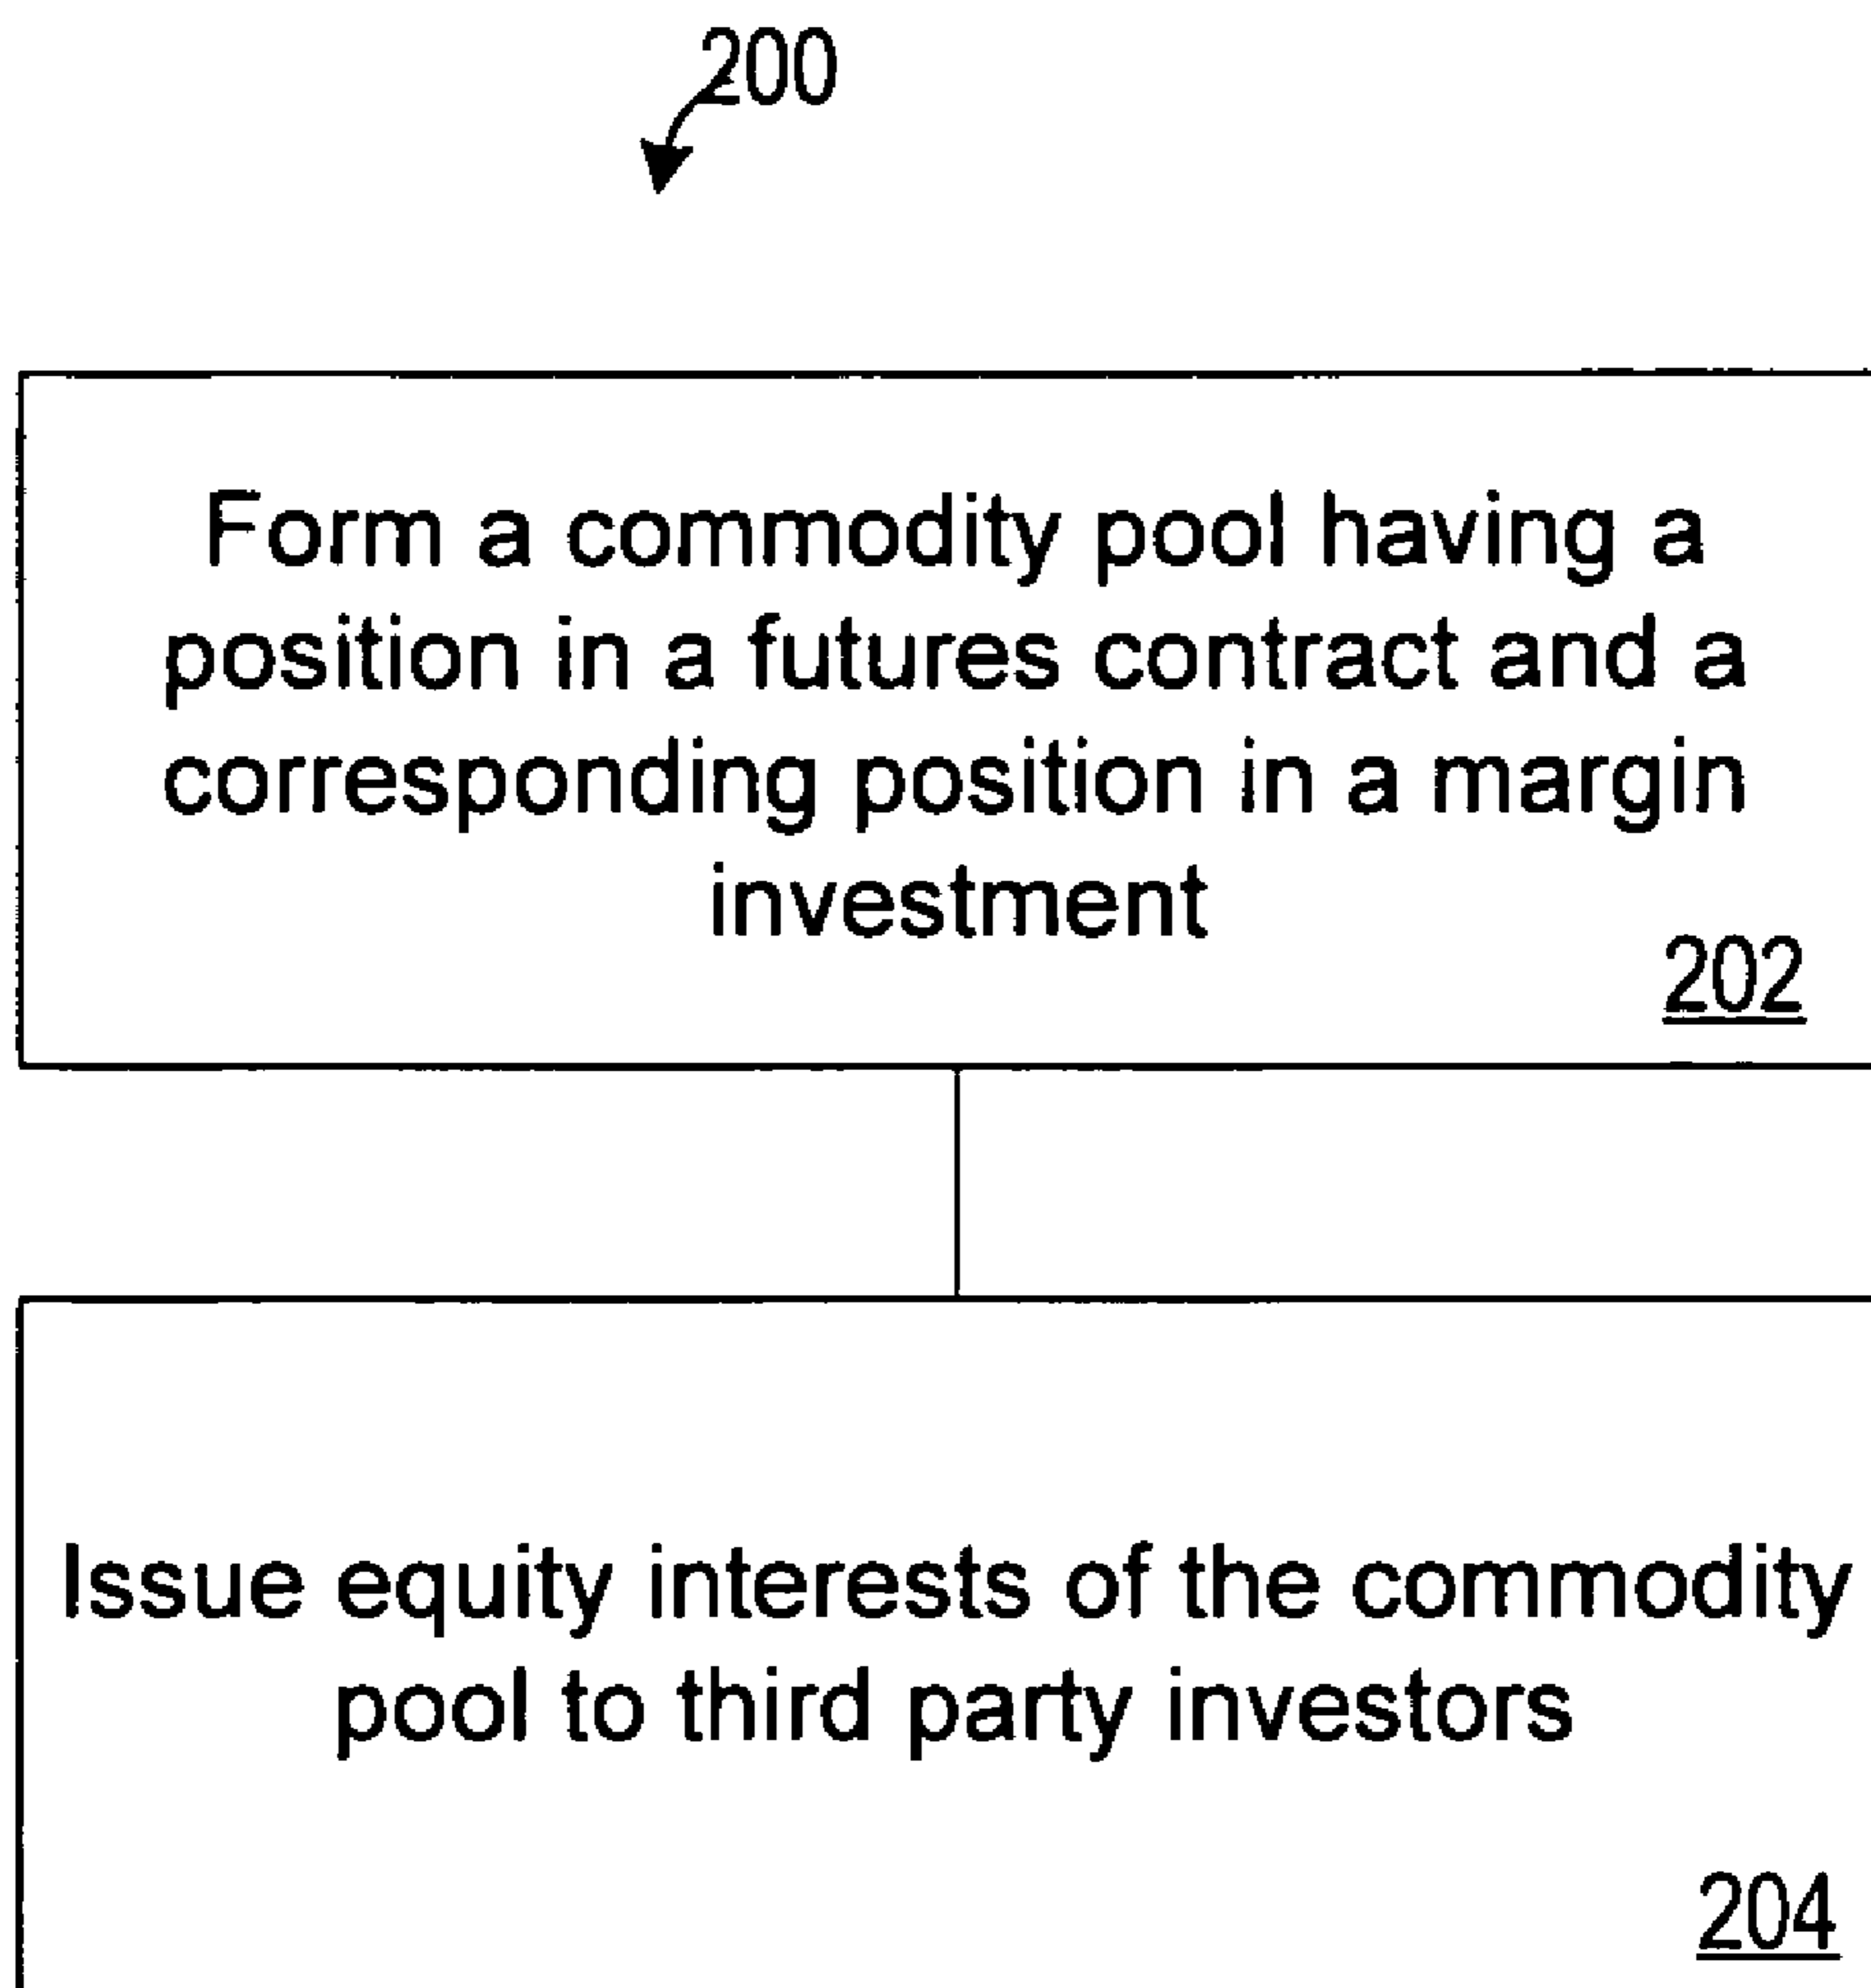 200
Form a commodity pool having a
position in a futures contract and a
corresponding position in a margin
investment
202
Issue equity interests of the commodity
pool to third party investors
204